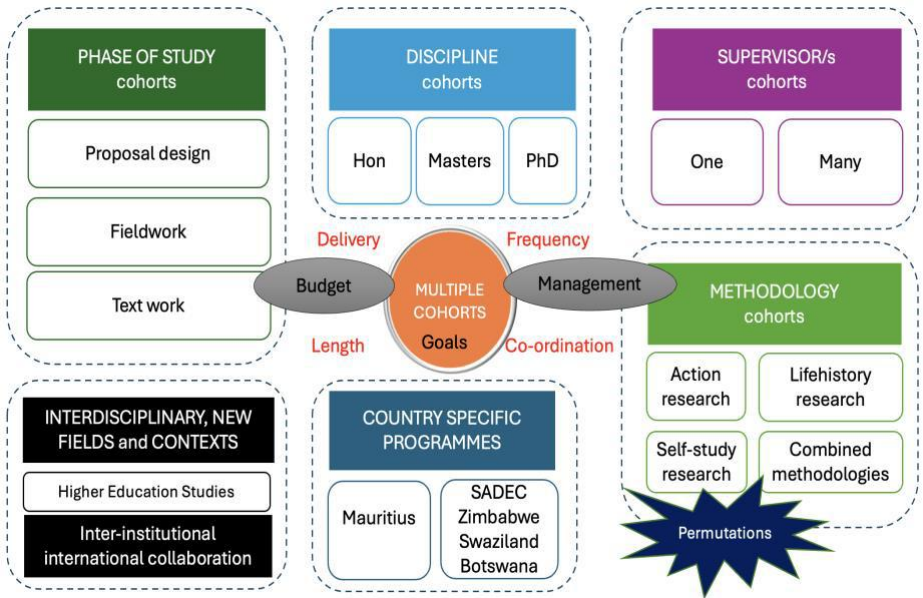 PHASE OF STUDY
cohorts
Proposal design
Fieldwork
Text work
DISCIPLINE
cohorts
Hon
Masters
PhD
SUPERVISOR/s
cohorts
One
Many
Delivery
Frequency
Budget
MULTIPLE
COHORTS
Goals
Management
Length
Co-ordination
METHODOLOGY
cohorts
Action
research
Lifehistory
research
Self-study
research
Combined
methodologies
Permutations
INTERDISCIPLINARY, NEW
FIELDS and CONTEXTS
Higher Education Studies
Inter-institutional
international collaboration
COUNTRY SPECIFIC
PROGRAMMES
Mauritius
SADEC
Zimbabwe
Swaziland
Botswana